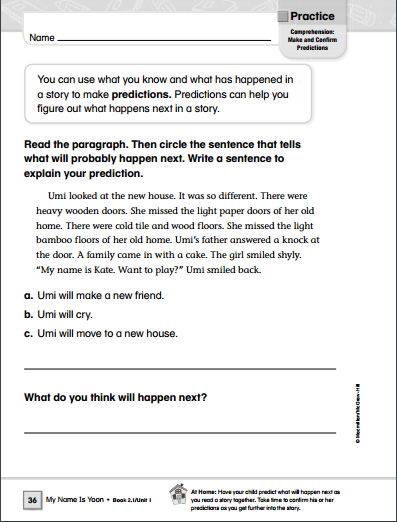 Practice
Comprehension:
Make and Confirm
Predictions
Name
You can use what you know and what has happened in
a story to make predictions. Predictions can help you
figure out what happens next in a story.
Read the paragraph. Then circle the sentence that tells
what will probably happen next. Write a sentence to
explain your prediction.
Umi looked at the new house. It was so different. There were
heavy wooden doors. She missed the light paper doors of her old
home. There were cold tile and wood floors. She missed the light
bamboo floors of her old home. Umi's father answered a knock at
the door. A family came in with a cake. The girl smiled shyly.
"My name is Kate. Want to play?" Umi smiled back.
a. Umi will make a new friend.
b. Umi will cry.
c. Umi will move to a new house.
What do you think will happen next?
© Macmillan/McGraw-Hill
36 My Name Is Yoon • Book 2.1/Unit 1
At Home: Have your child predict what will happen next as
you read a story together. Take time to confirm his or her
predictions as you get further into the story.